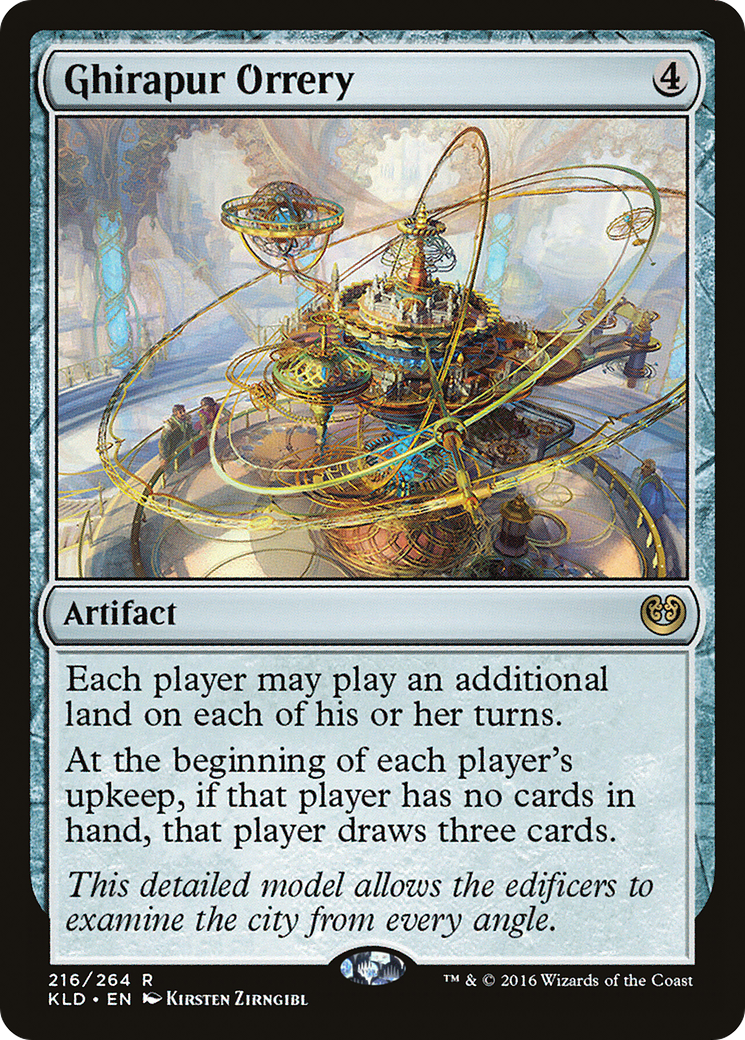 Ghirapur Orrery
4
Artifact
Each player may play an additional
land on each of his or her turns.
At the beginning of each player's
upkeep, if that player has no cards in
hand, that player draws three cards.
This detailed model allows the edificers to
examine the city from every angle.
216/264 R
KLD • EN Kirsten Zirngibl
™ & © 2016 Wizards of the Coast